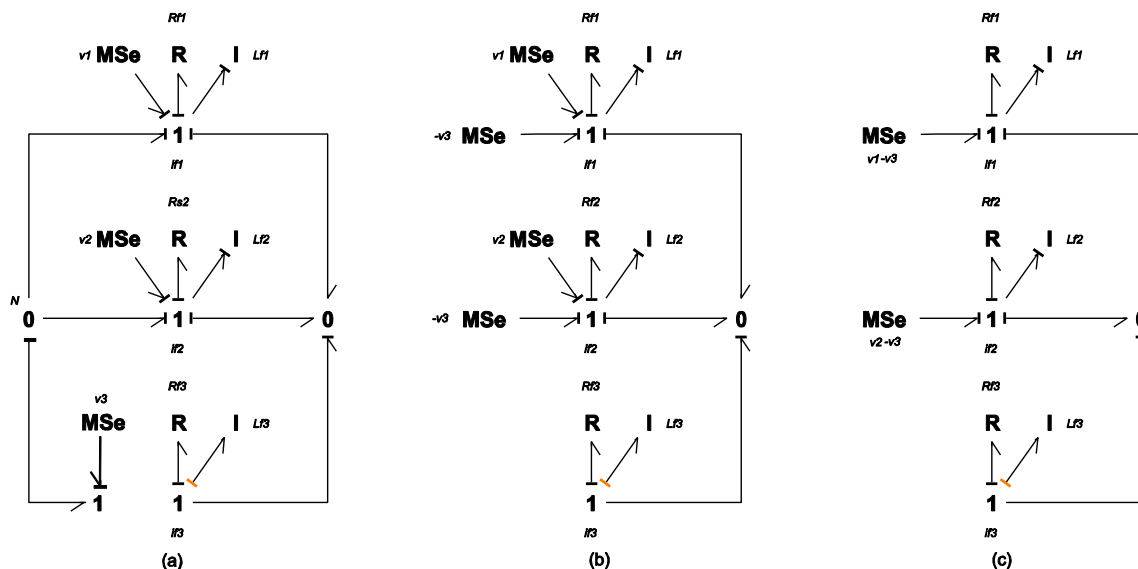 Rf1
v1 MSe R I Lf1
1
if1
Rs2
v2 MSe R I Lf2
N
0 1 0
if2
Rf3
v3
MSe R I Lf3
1 1
if3
(a)
Rf1
v1 MSe R I Lf1
-v3 MSe 1
if1
Rf2
v2 MSe R I Lf2
-v3 MSe 1 0
if2
Rf3
R I Lf3
1
if3
(b)
Rf1
R I Lf1
MSe 1
v1-v3 if1
Rf2
R I Lf2
MSe 1
v2-v3 if2
Rf3
R I Lf3
1
if3
(c)